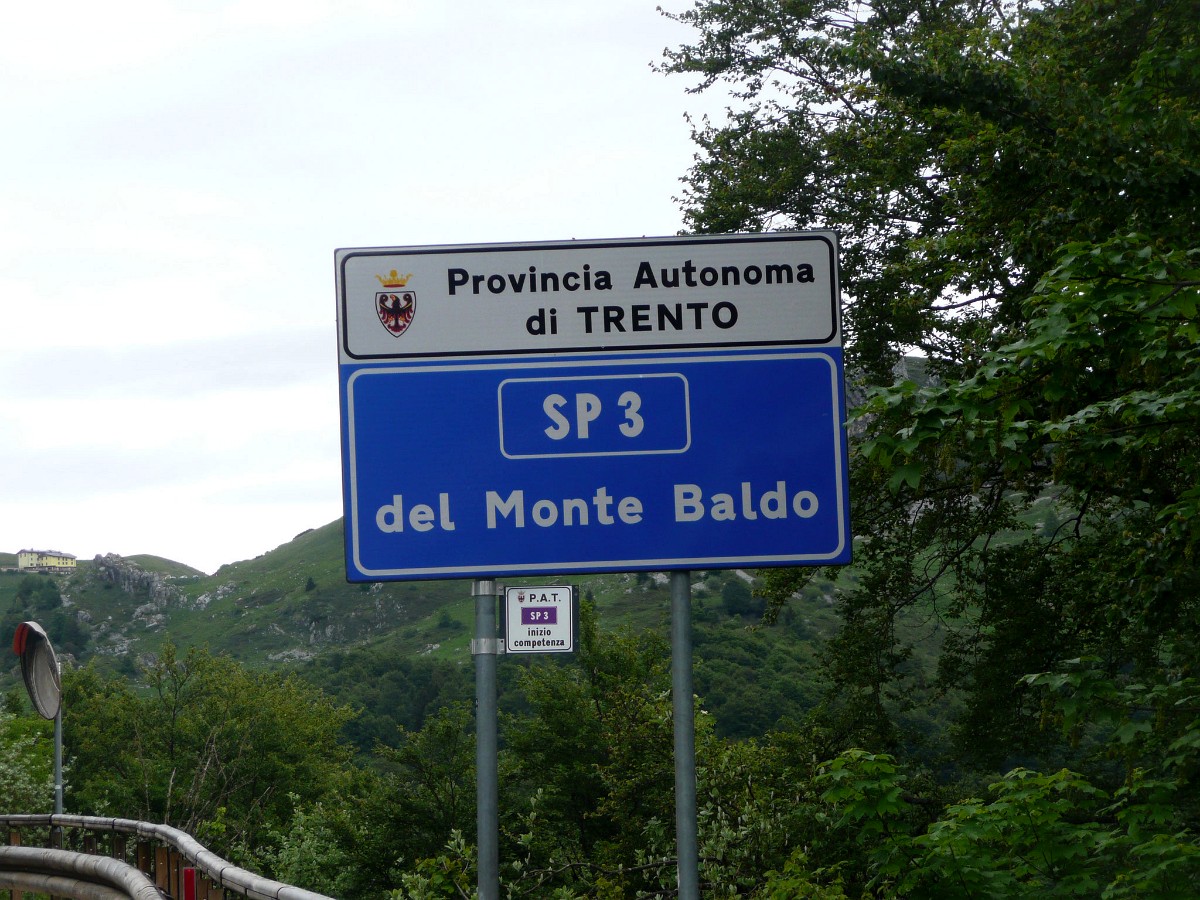 Provincia Autonoma
di TRENTO
SP 3
del Monte Baldo
P.A.T.
SP 3
inizio
competenza